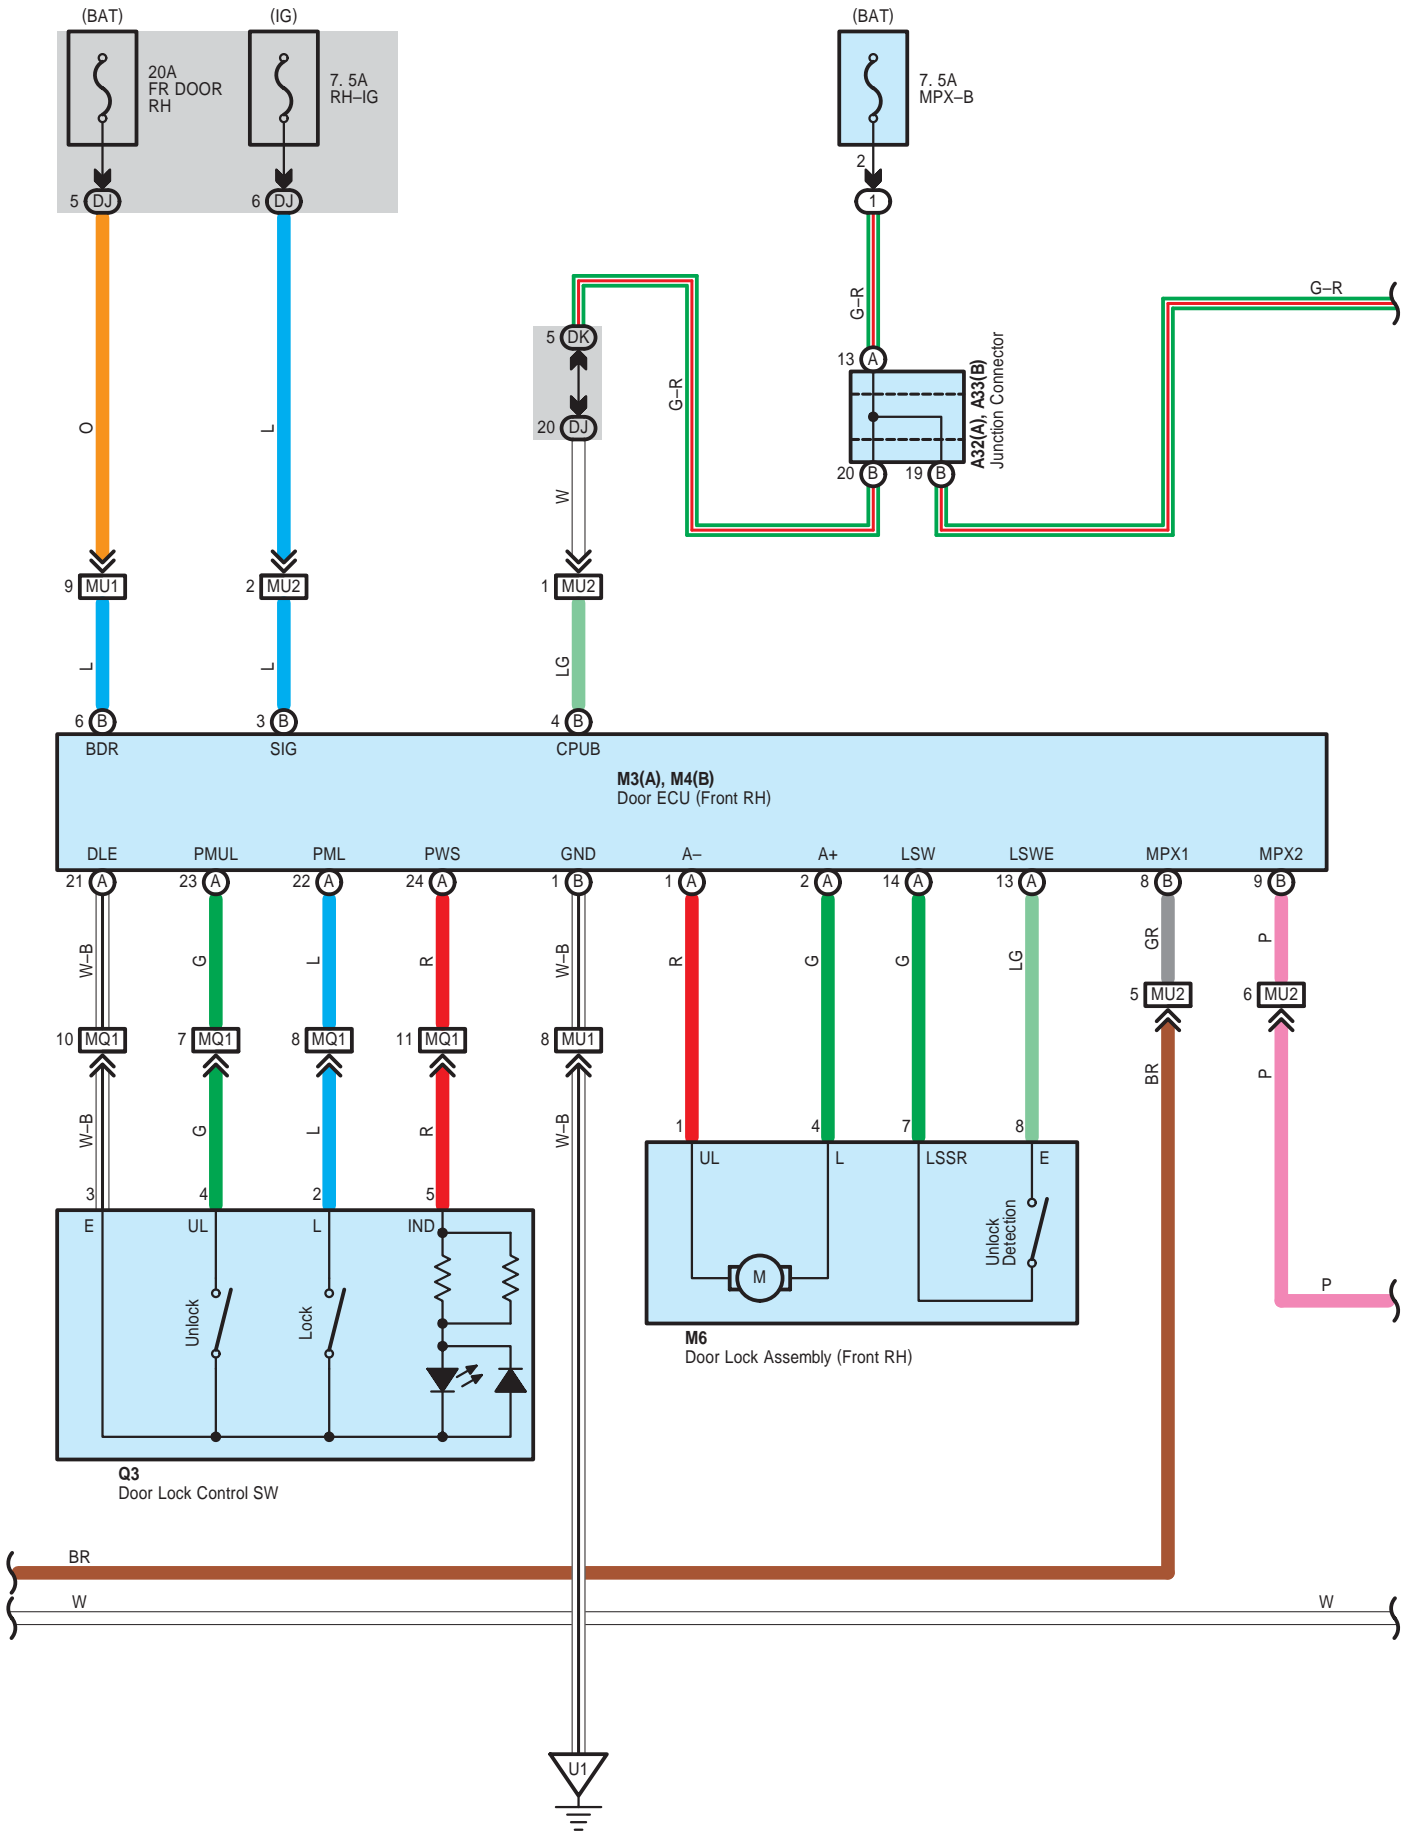 (BAT)
(IG)
(BAT)
20A
FR DOOR
RH
7. 5A
RH–IG
7. 5A
MPX–B
2
5 DJ
6 DJ
1
G–R
G–R
5 DK
13 A
G–R
A32(A), A33(B)
Junction Connector
O
L
20 DJ
20 B
19 B
W
9 MU1
2 MU2
1 MU2
L
L
LG
6 B
3 B
4 B
BDR
SIG
CPUB
M3(A), M4(B)
Door ECU (Front RH)
DLE
PMUL
PML
PWS
GND
A–
A+
LSW
LSWE
MPX1
MPX2
21 A
23 A
22 A
24 A
1 B
1 A
2 A
14 A
13 A
8 B
9 B
W–B
G
L
R
W–B
R
G
G
LG
GR
P
5 MU2
6 MU2
10 MQ1
7 MQ1
8 MQ1
11 MQ1
8 MU1
BR
P
W–B
G
L
R
W–B
1
4
7
8
UL
L
LSSR
E
3
4
2
5
E
UL
L
IND
Unlock
Detection
M
P
Unlock
Lock
M6
Door Lock Assembly (Front RH)
Q3
Door Lock Control SW
BR
W
W
U1